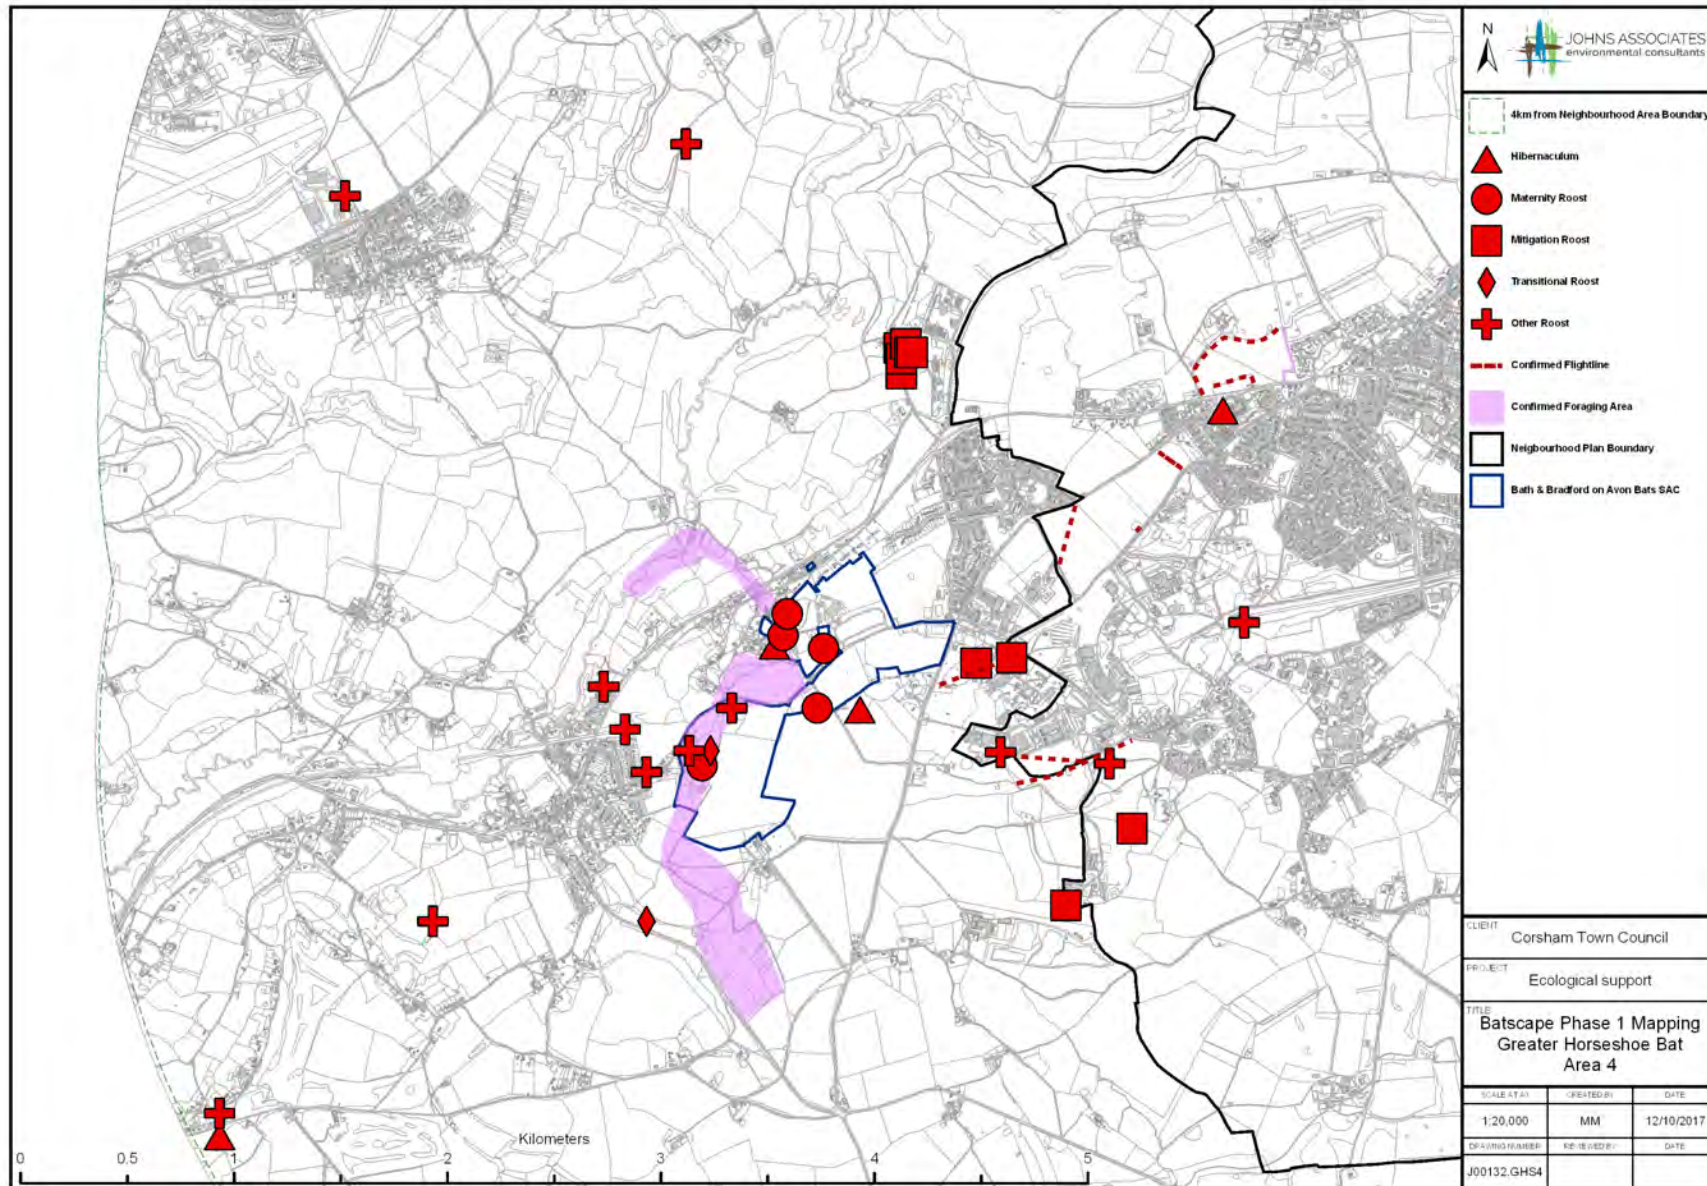 N
JOHNS ASSOCIATES
environmental consultants
4km from Neighbourhood Area Boundary
Hibernaculum
Maternity Roost
Mitigation Roost
Transitional Roost
Other Roost
Confirmed Flightline
Confirmed Foraging Area
Neigbourhood Plan Boundary
Bath & Bradford on Avon Bats SAC
CLIENT
Corsham Town Council
PROJECT
Ecological support
TITLE
Batscape Phase 1 Mapping
Greater Horseshoe Bat
Area 4
SCALE AT A1 CREATED BY DATE
1:20,000 MM 12/10/2017
DRAWING NUMBER REVIEWED BY DATE
J00132.GHS4
Kilometers
0 0.5 1 2 3 4 5